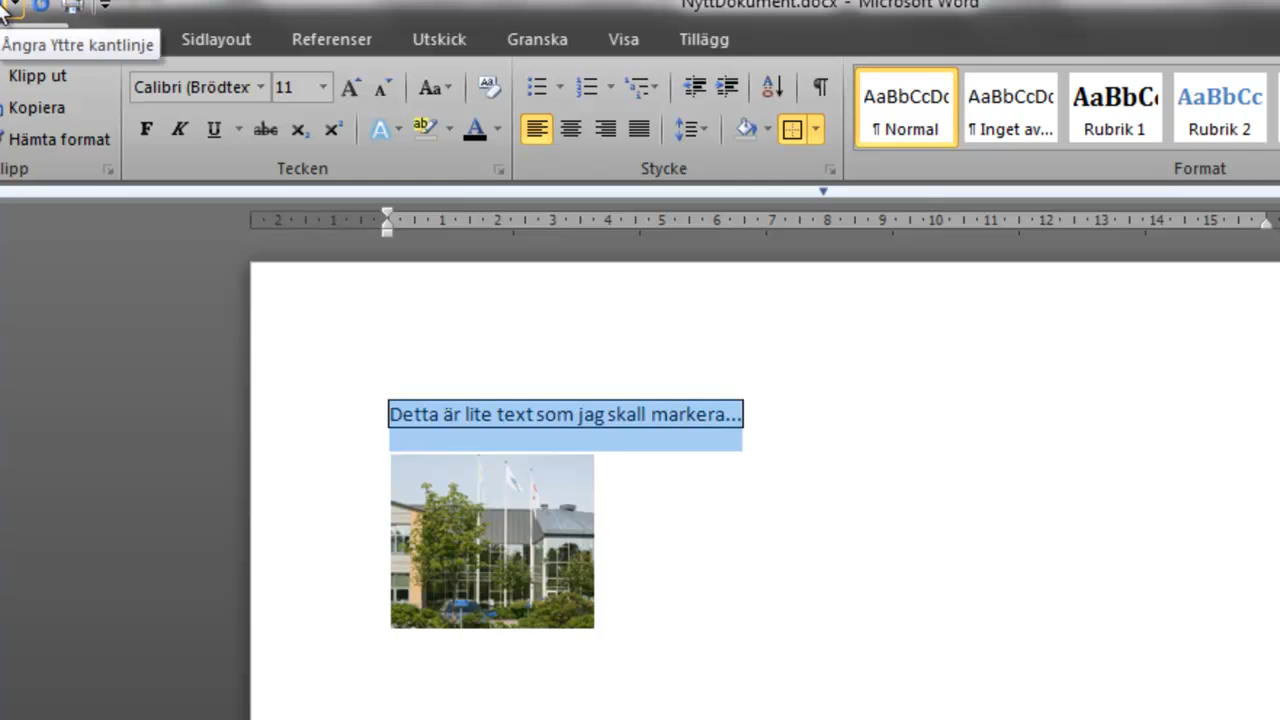 NyttDokument.docx - Microsoft Word
Ångra Yttre kantlinje
Sidlayout Referenser Utskick Granska Visa Tillägg
Klipp ut
Kopiera
Hämta format
lipp
Calibri (Brödtex 11 Aa
F K U abc x₂ x² A ab A
Tecken
Stycke
AaBbCcDc AaBbCcDc AaBbC AaBbCc
¶ Normal ¶ Inget av... Rubrik 1 Rubrik 2
Format
2 1 1 2 3 4 5 6 7 8 9 10 11 12 13 14 15
Detta är lite text som jag skall markera...